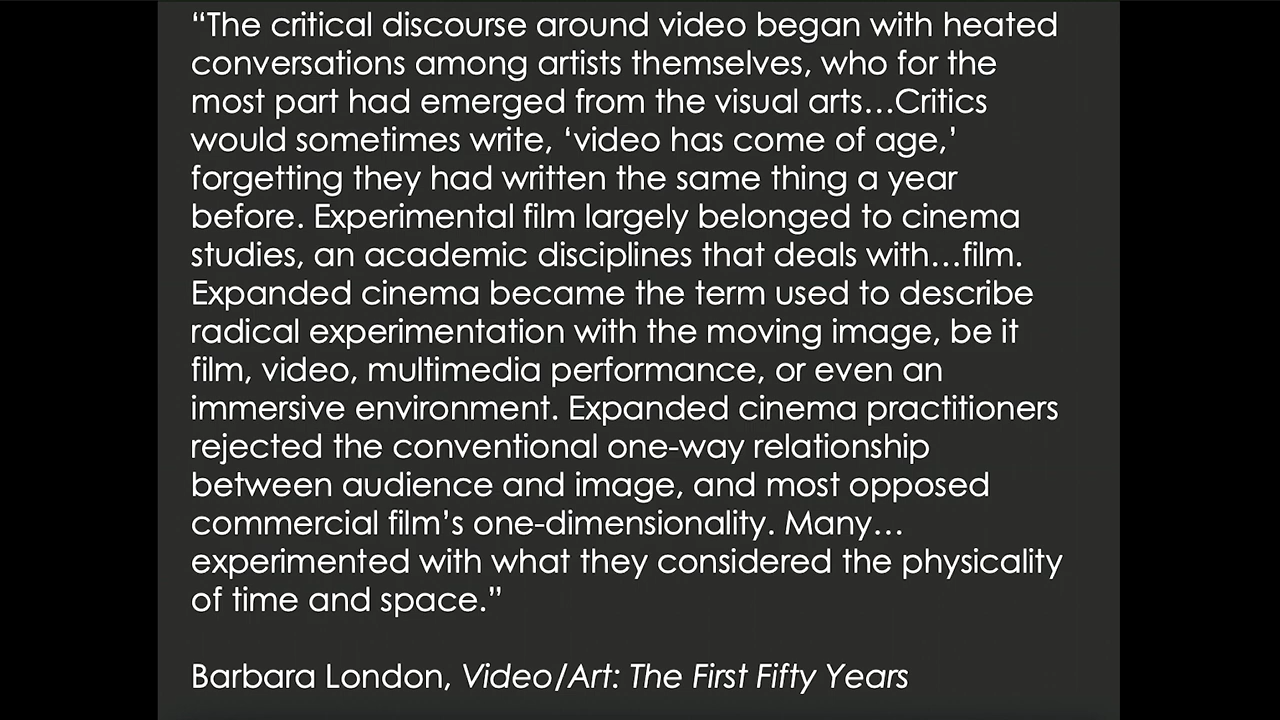 “The critical discourse around video began with heated
conversations among artists themselves, who for the
most part had emerged from the visual arts…Critics
would sometimes write, ‘video has come of age,’
forgetting they had written the same thing a year
before. Experimental film largely belonged to cinema
studies, an academic disciplines that deals with…film.
Expanded cinema became the term used to describe
radical experimentation with the moving image, be it
film, video, multimedia performance, or even an
immersive environment. Expanded cinema practitioners
rejected the conventional one-way relationship
between audience and image, and most opposed
commercial film’s one-dimensionality. Many…
experimented with what they considered the physicality
of time and space.”
Barbara London, Video/Art: The First Fifty Years